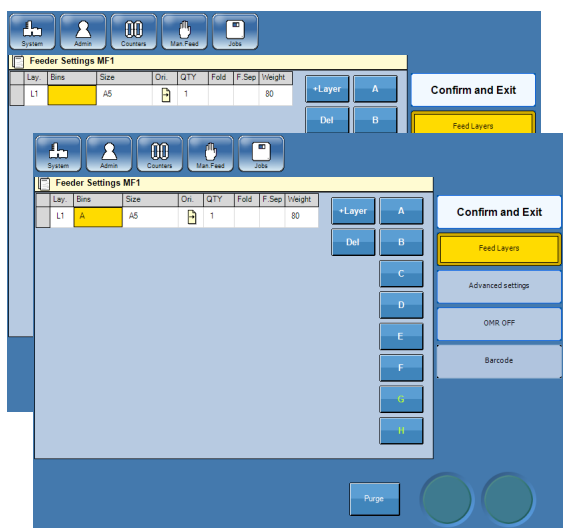 System Admin Counters Man.Feed Jobs
Feeder Settings MF1
Lay. Bins Size Ori. QTY Fold F.Sep Weight
L1 A5 1 80
+Layer A
Del B
Confirm and Exit
Feed Layers
System Admin Counters Man.Feed Jobs
Feeder Settings MF1
Lay. Bins Size Ori. QTY Fold F.Sep Weight
L1 A A5 1 80
+Layer A
Del B
C
D
E
F
G
H
Confirm and Exit
Feed Layers
Advanced settings
OMR OFF
Barcode
Purge